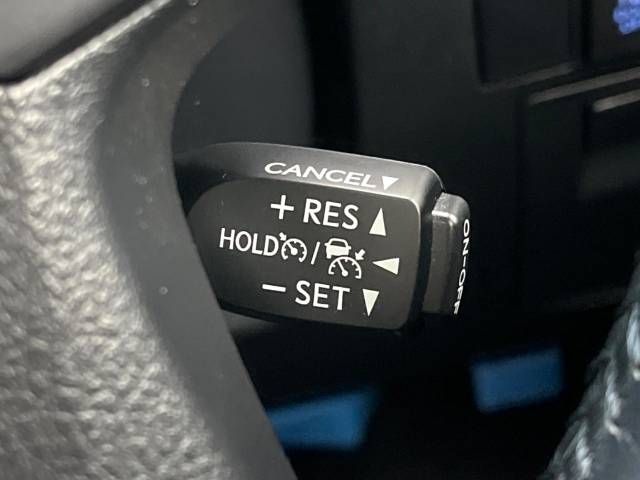 CANCEL▼
+ RES ▲
HOLD / ◄
− SET ▼
ON-OFF